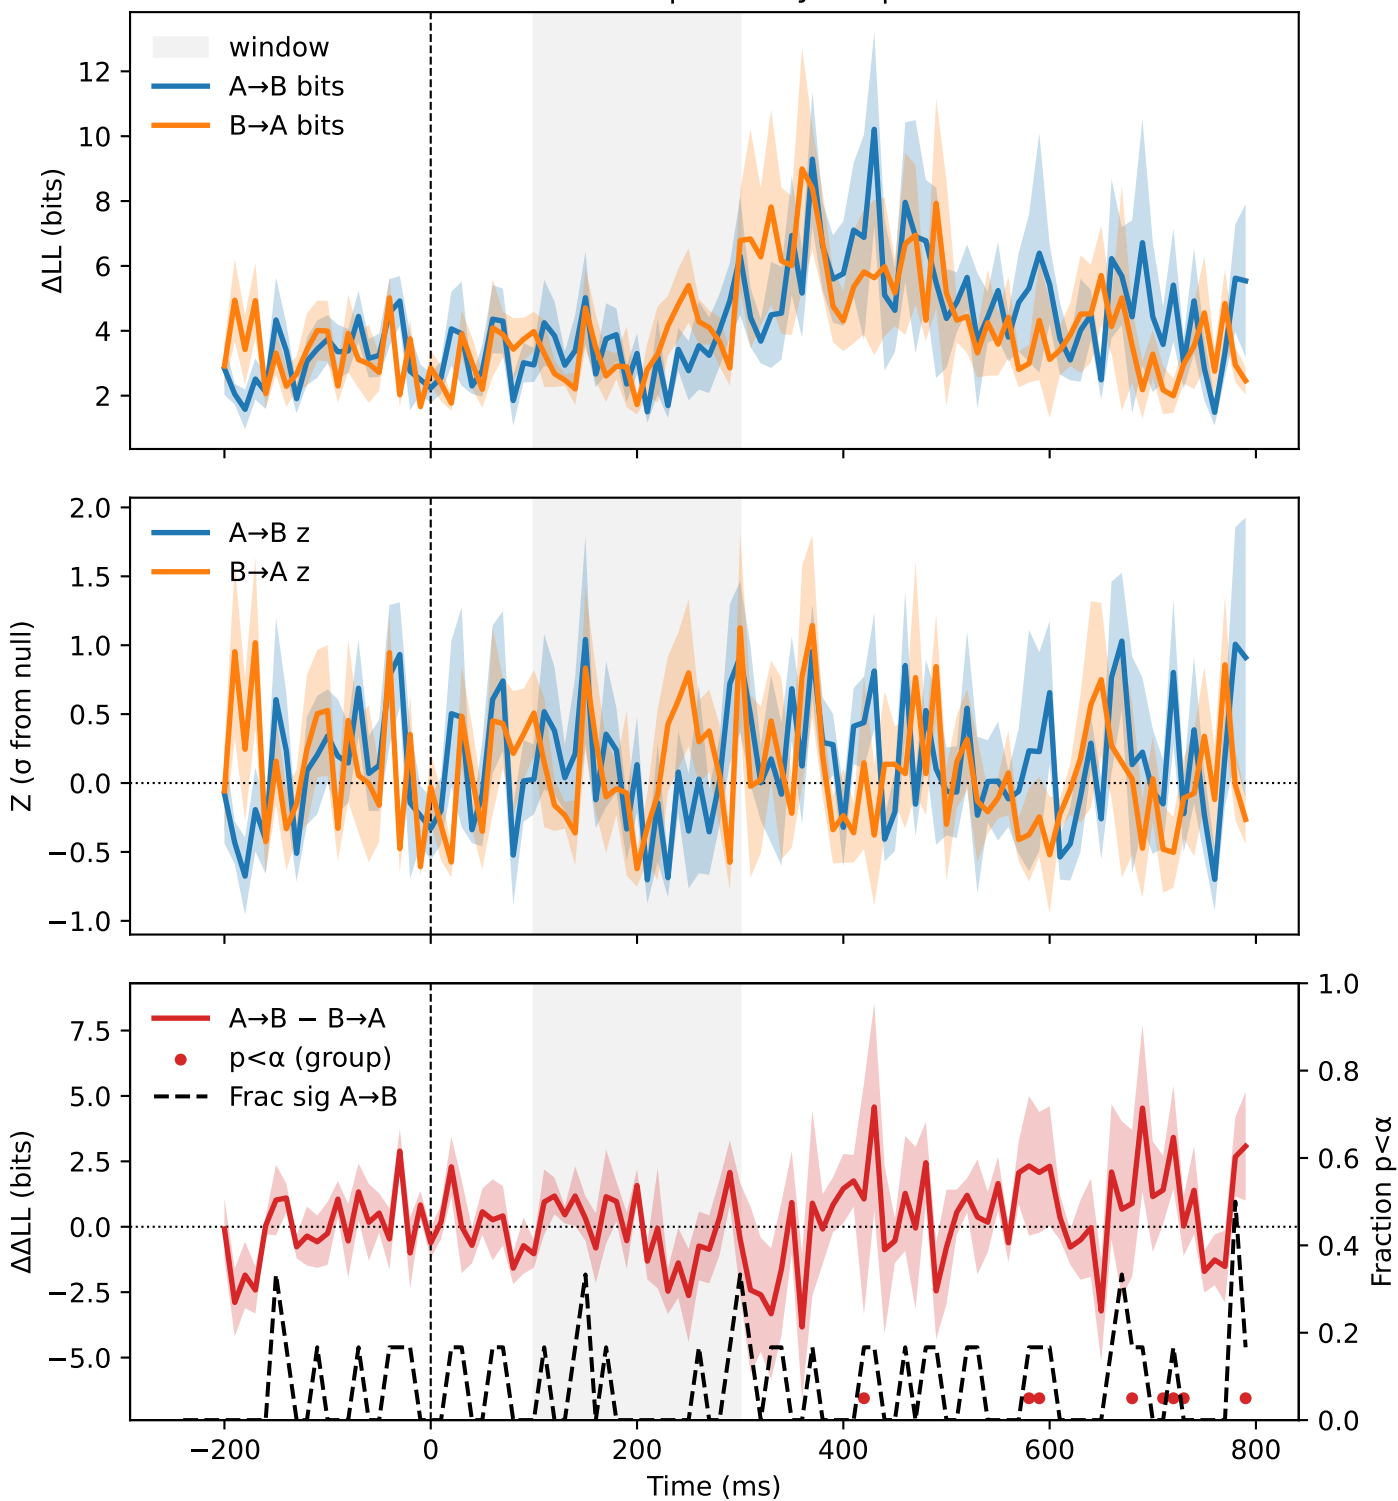 window
A→B bits
B→A bits
12
10
8
6
4
2
ΔLL (bits)
A→B z
B→A z
2.0
1.5
1.0
0.5
0.0
−0.5
−1.0
Z (σ from null)
A→B − B→A
p<α (group)
Frac sig A→B
7.5
5.0
2.5
0.0
−2.5
−5.0
ΔΔLL (bits)
1.0
0.8
0.6
0.4
0.2
0.0
Fraction p<α
−200
0
200
400
600
800
Time (ms)